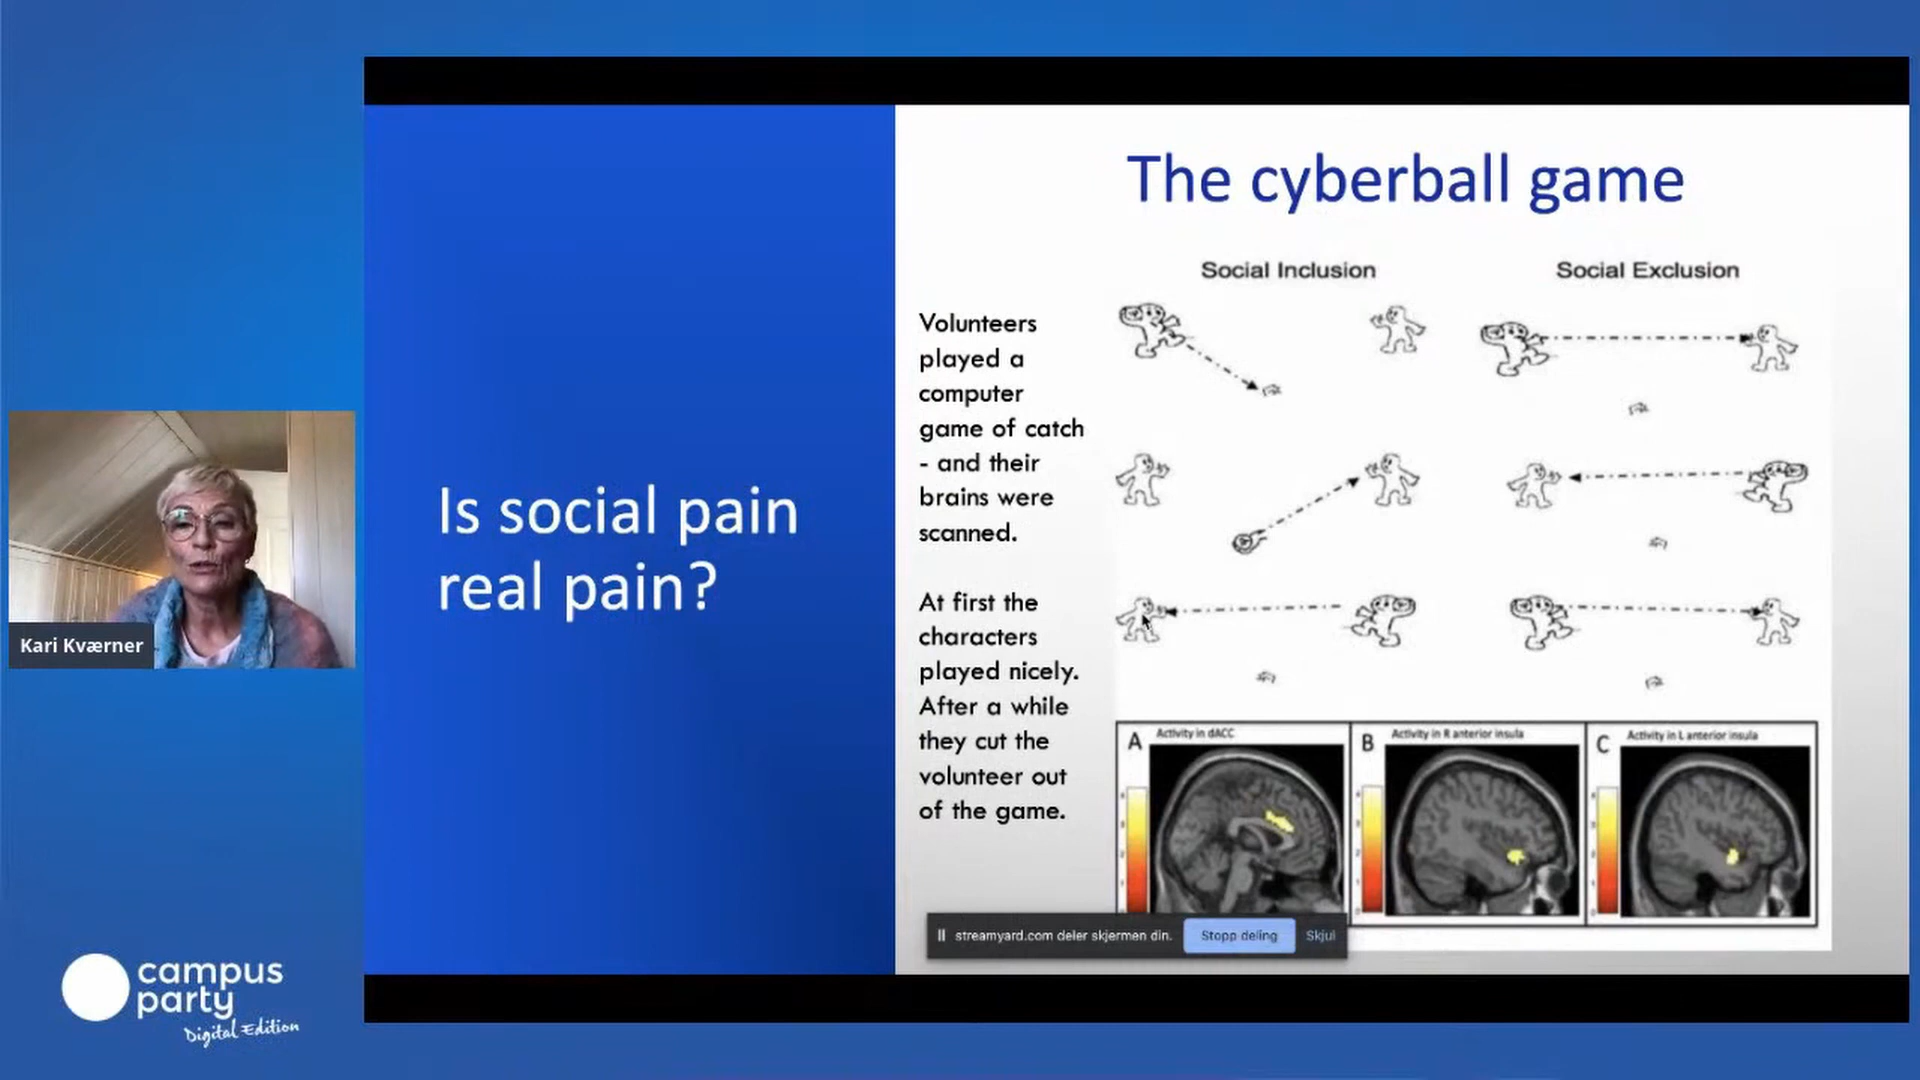 The cyberball game
Is social pain
real pain?
Volunteers
played a
computer
game of catch
- and their
brains were
scanned.
At first the
characters
played nicely.
After a while
they cut the
volunteer out
of the game.
Social Inclusion
Social Exclusion
A Activity in dACC
B Activity in R anterior insula
C Activity in L anterior insula
streamyard.com deler skjermen din.
Stopp deling
Skjul
Kari Kværner
campus
party
Digital Edition